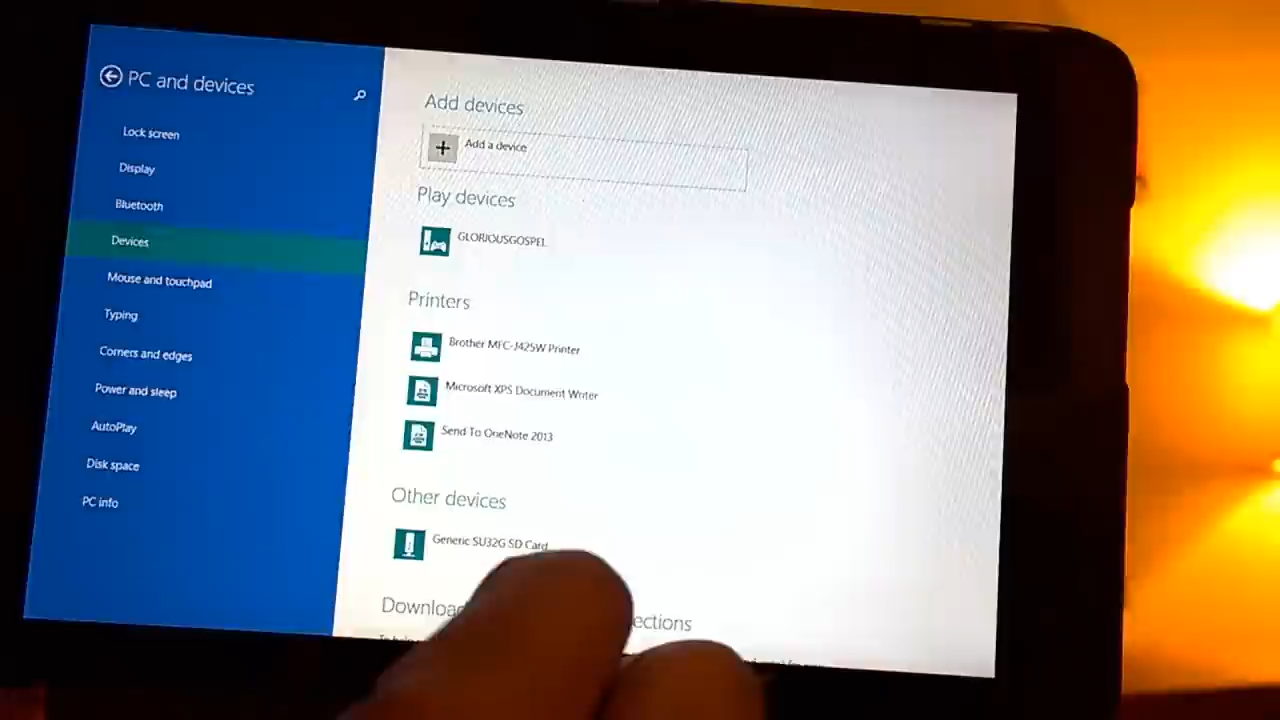 PC and devices
Lock screen
Display
Bluetooth
Devices
Mouse and touchpad
Typing
Corners and edges
Power and sleep
AutoPlay
Disk space
PC info
Add devices
Add a device
Play devices
GLORIOUSGOSPEL
Printers
Brother MFC-J425W Printer
Microsoft XPS Document Writer
Send To OneNote 2013
Other devices
Generic SU32G SD Card